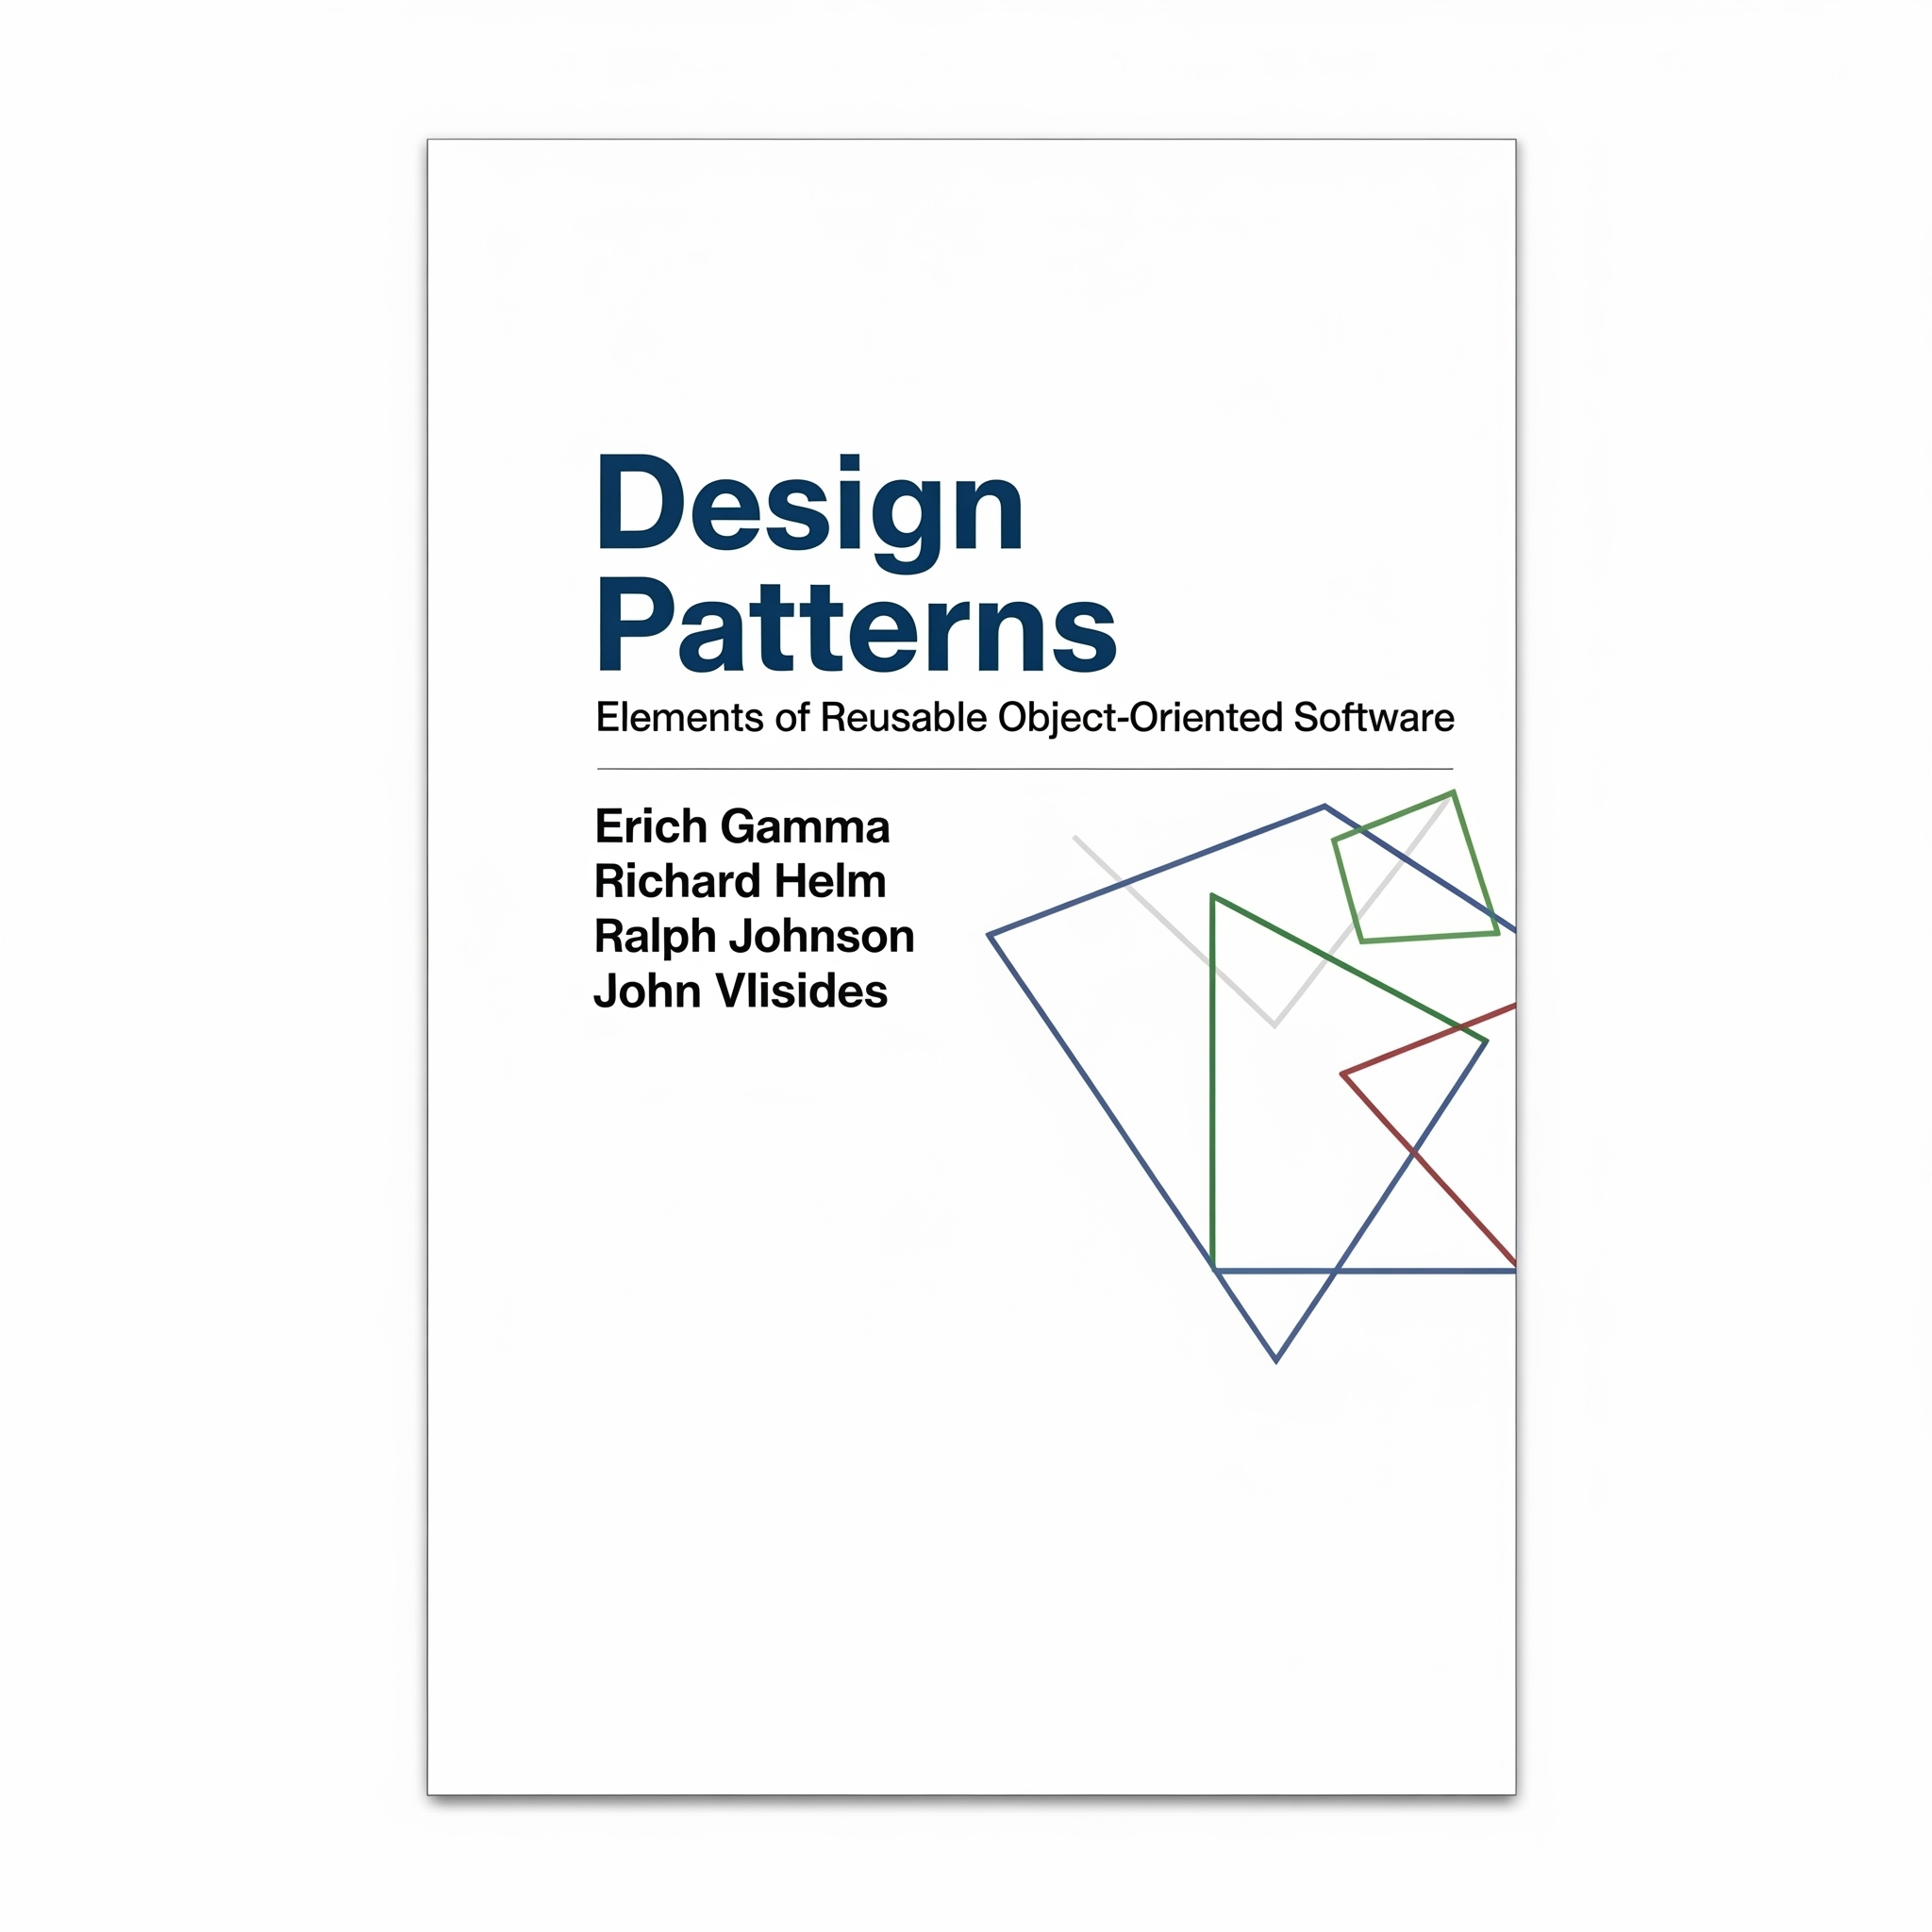 Design
Patterns
Elements of Reusable Object-Oriented Software
Erich Gamma
Richard Helm
Ralph Johnson
John Vlisides